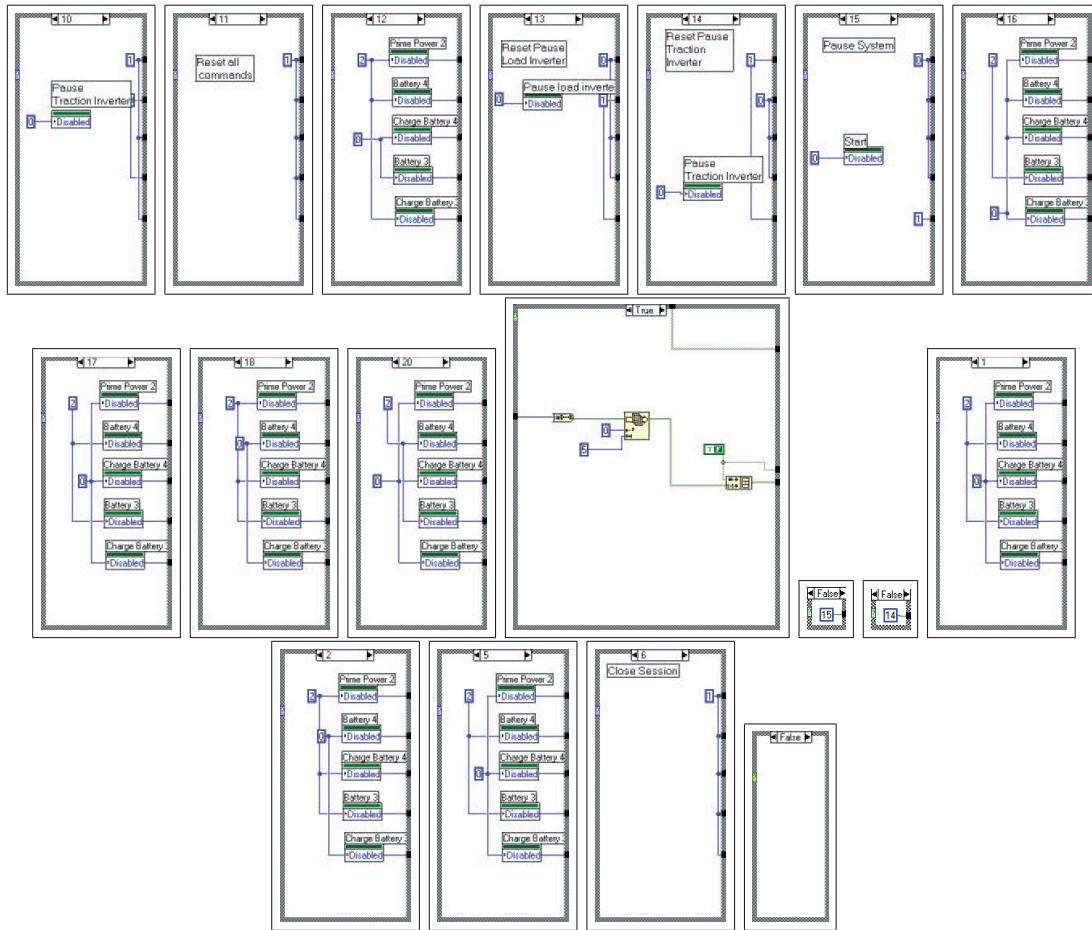 10
1
Pause
Traction Inverter
0
Disabled
11
Reset all
commands
1
12
Prime Power 2
2
Disabled
Battery 4
Disabled
Charge Battery 4
0
Disabled
Battery 3
Disabled
Charge Battery 3
Disabled
13
Reset Pause
Load Inverter
0
Pause load inverte
0
Disabled
1
14
Reset Pause
Traction
Inverter
1
0
Pause
Traction Inverter
0
Disabled
15
Pause System
0
Start
0
Disabled
1
16
Prime Power 2
2
Disabled
Battery 4
Disabled
Charge Battery 4
Disabled
Battery 3
Disabled
Charge Battery 3
0
Disabled
17
Prime Power 2
2
Disabled
Battery 4
Disabled
Charge Battery 4
0
Disabled
Battery 3
Disabled
Charge Battery 3
Disabled
18
Prime Power 2
2
Disabled
Battery 4
0
Disabled
Charge Battery 4
Disabled
Battery 3
Disabled
Charge Battery 3
Disabled
20
Prime Power 2
2
Disabled
Battery 4
Disabled
Charge Battery 4
0
Disabled
Battery 3
Disabled
Charge Battery 3
Disabled
True
0
5
T F
False
15
False
14
1
Prime Power 2
2
Disabled
Battery 4
Disabled
Charge Battery 4
0
Disabled
Battery 3
Disabled
Charge Battery 3
Disabled
2
Prime Power 2
2
Disabled
Battery 4
0
Disabled
Charge Battery 4
Disabled
Battery 3
Disabled
Charge Battery 3
Disabled
5
Prime Power 2
2
Disabled
Battery 4
Disabled
Charge Battery 4
0
Disabled
Battery 3
Disabled
Charge Battery 3
Disabled
6
Close Session
1
False